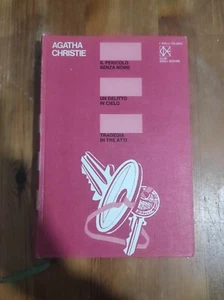 AGATHA
CHRISTIE
IL PERICOLO
SENZA NOME
UN DELITTO
IN CIELO
TRAGEDIA
IN TRE ATTI